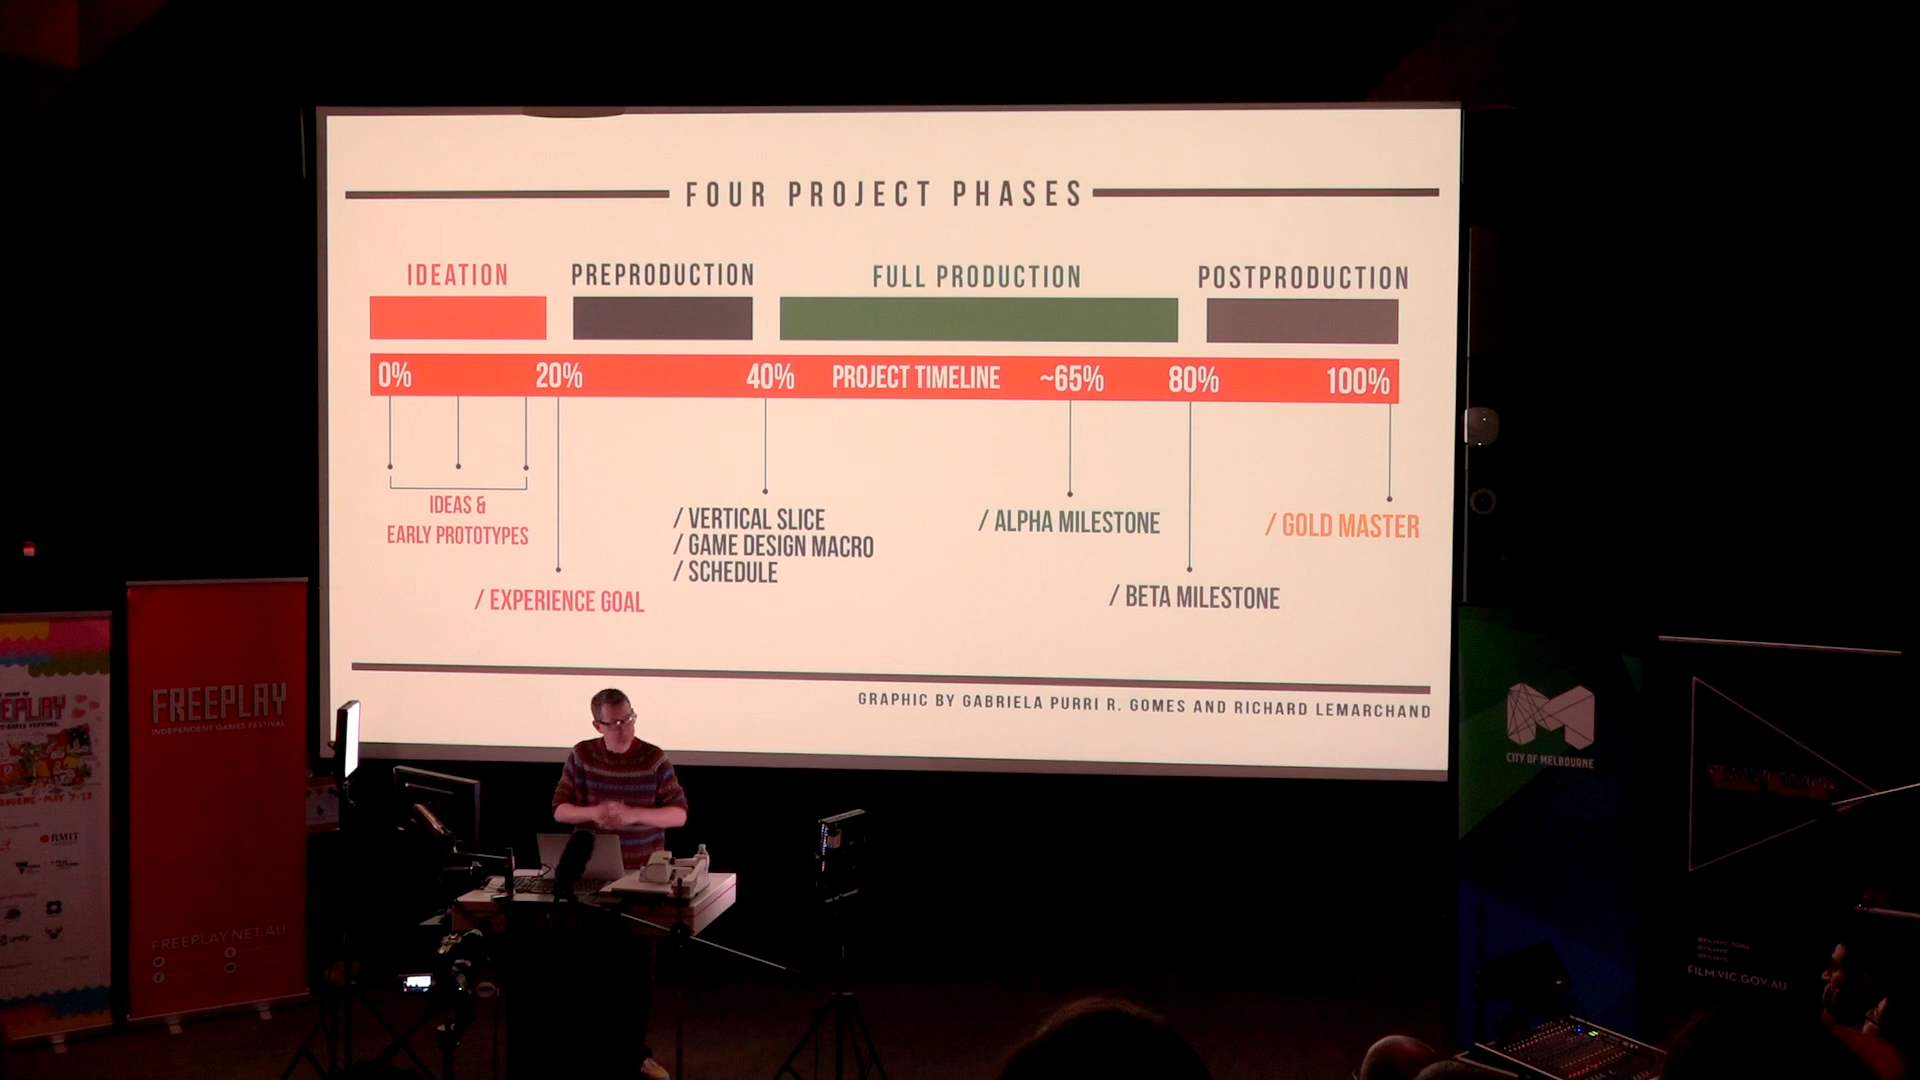 FOUR PROJECT PHASES
IDEATION
PREPRODUCTION
FULL PRODUCTION
POSTPRODUCTION
0%
20%
40%
PROJECT TIMELINE
~65%
80%
100%
IDEAS &
EARLY PROTOTYPES
/ EXPERIENCE GOAL
/ VERTICAL SLICE
/ GAME DESIGN MACRO
/ SCHEDULE
/ ALPHA MILESTONE
/ BETA MILESTONE
/ GOLD MASTER
GRAPHIC BY GABRIELA PURRI R. GOMES AND RICHARD LEMARCHAND
FREEPLAY
INDEPENDENT GAMES FESTIVAL
FREEPLAY.NET.AU
RMIT
CITY OF MELBOURNE
FILM.VIC.GOV.AU